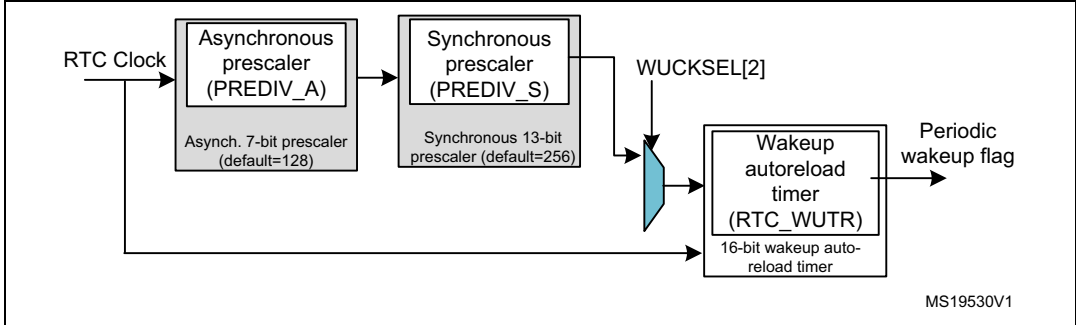 RTC Clock
Asynchronous
prescaler
(PREDIV_A)
Asynch. 7-bit prescaler
(default=128)
Synchronous
prescaler
(PREDIV_S)
Synchronous 13-bit
prescaler (default=256)
WUCKSEL[2]
Wakeup
autoreload
timer
(RTC_WUTR)
16-bit wakeup auto-
reload timer
Periodic
wakeup flag
MS19530V1